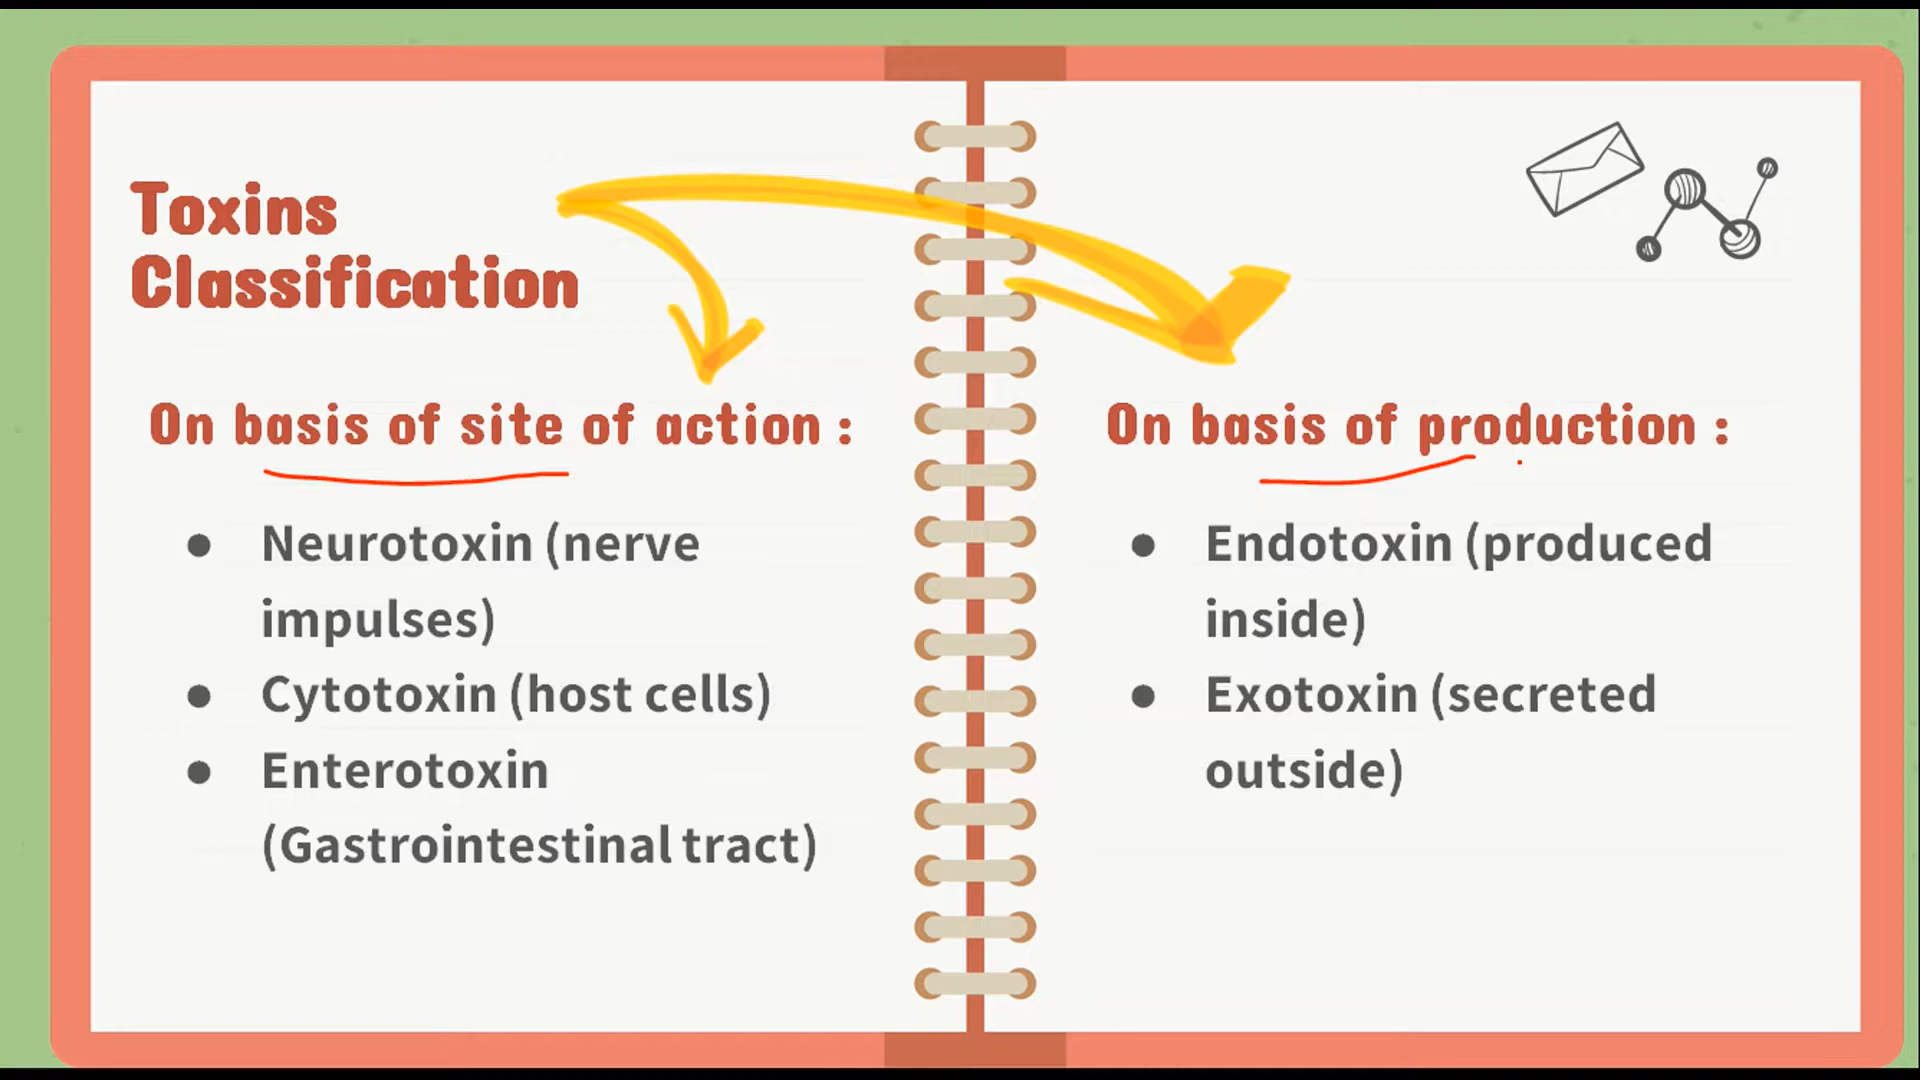 Toxins
Classification
On basis of site of action :
● Neurotoxin (nerve
impulses)
● Cytotoxin (host cells)
● Enterotoxin
(Gastrointestinal tract)
On basis of production :
● Endotoxin (produced
inside)
● Exotoxin (secreted
outside)